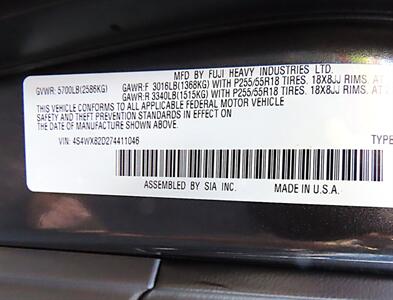 MFD BY FUJI HEAVY INDUSTRIES LTD.
GVWR: 5700LB(2586KG) GAWR:F 3016LB(1368KG) WITH P255/55R18 TIRES. 18X8JJ RIMS. AT
GAWR:R 3340LB(1515KG) WITH P255/55R18 TIRES. 18X8JJ RIMS. AT
THIS VEHICLE CONFORMS TO ALL APPLICABLE FEDERAL MOTOR VEHICLE
SAFETY AND THEFT PREVENTION STANDARDS IN EFFECT ON
THE DATE OF MANUFACTURE SHOWN ABOVE
VIN: 4S4WX82D274411046 TYPE
ASSEMBLED BY SIA INC. MADE IN U.S.A.